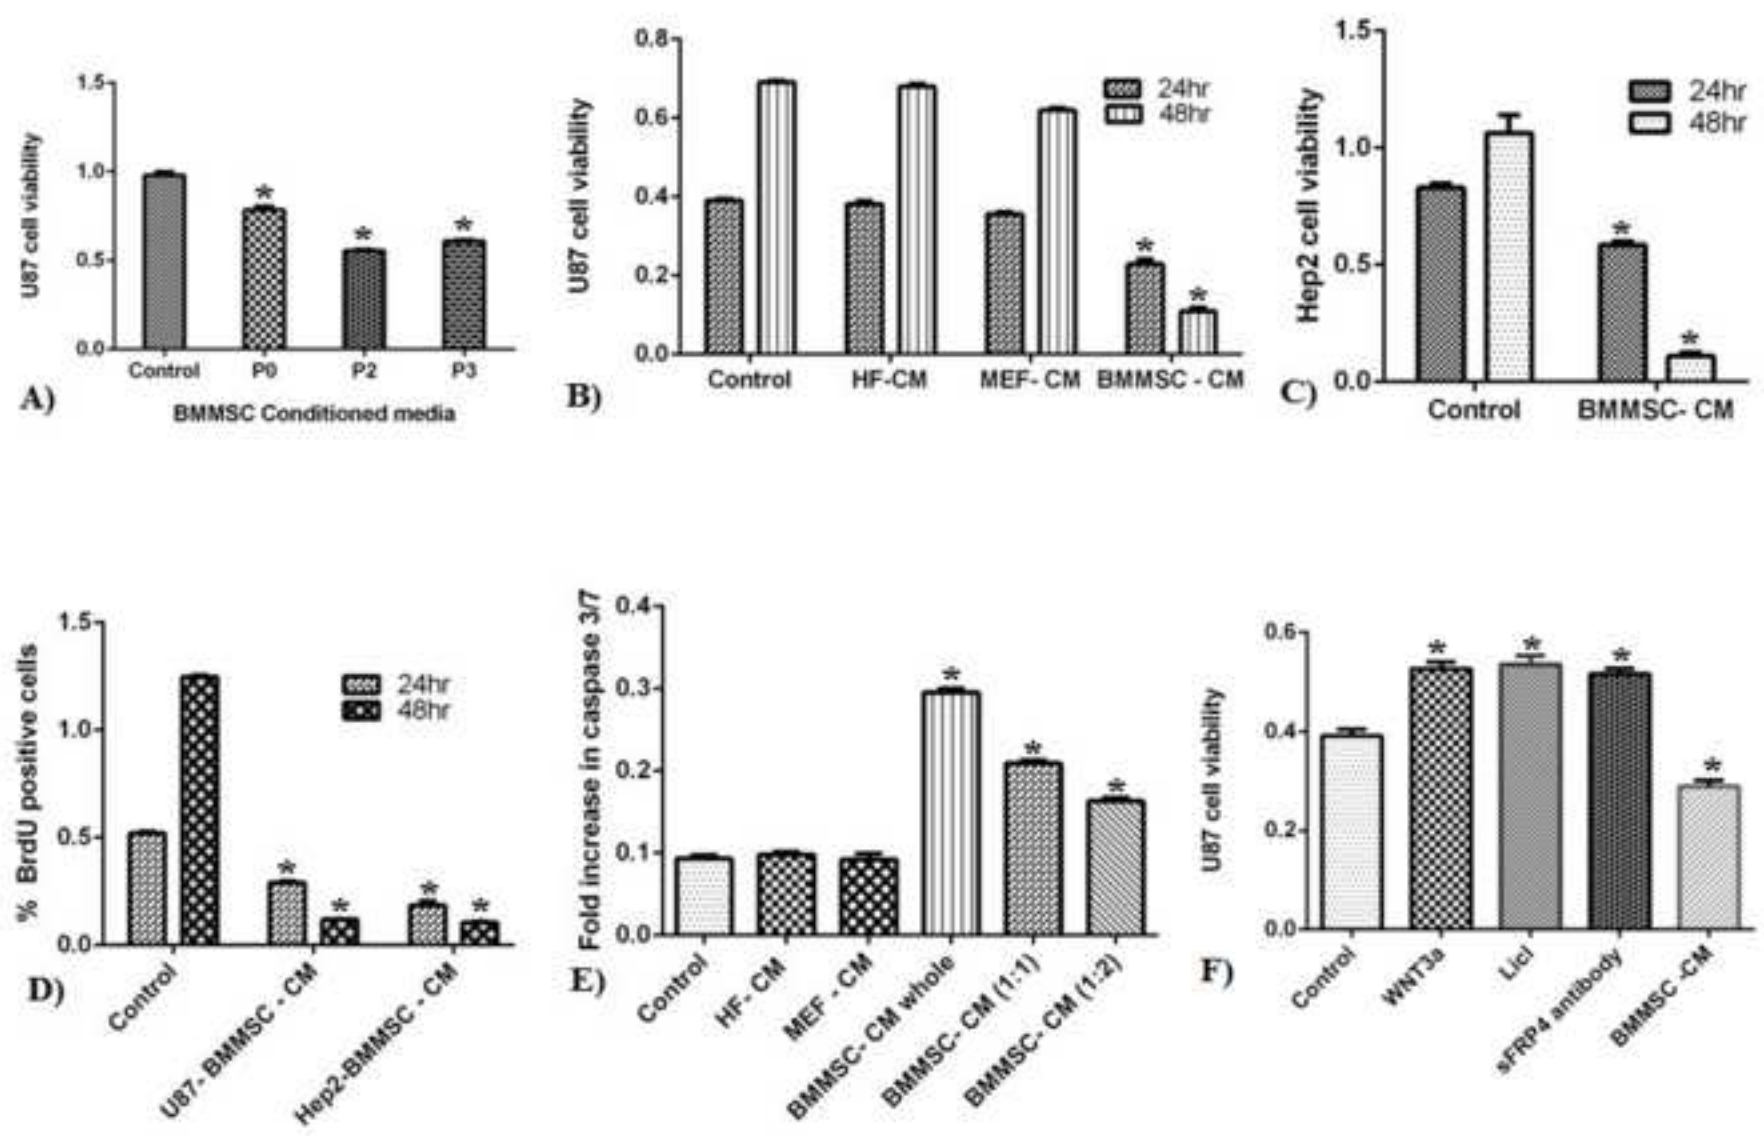 1.5
1.0
0.5
0.0
U87 cell viability
*
*
*
Control P0 P2 P3
BMMSC Conditioned media
A)
0.8
0.6
0.4
0.2
0.0
U87 cell viability
24hr
48hr
*
*
Control HF-CM MEF- CM BMMSC - CM
B)
1.5
1.0
0.5
0.0
Hep2 cell viability
24hr
48hr
*
*
Control BMMSC- CM
C)
1.5
1.0
0.5
0.0
% BrdU positive cells
24hr
48hr
*
*
*
*
Control
U87- BMMSC - CM
Hep2-BMMSC - CM
D)
0.4
0.3
0.2
0.1
0.0
Fold increase in caspase 3/7
*
*
*
Control
HF- CM
MEF - CM
BMMSC- CM whole
BMMSC- CM (1:1)
BMMSC- CM (1:2)
E)
0.6
0.4
0.2
0.0
U87 cell viability
*
*
*
*
Control
WNT3a
Licl
sFRP4 antibody
BMMSC -CM
F)